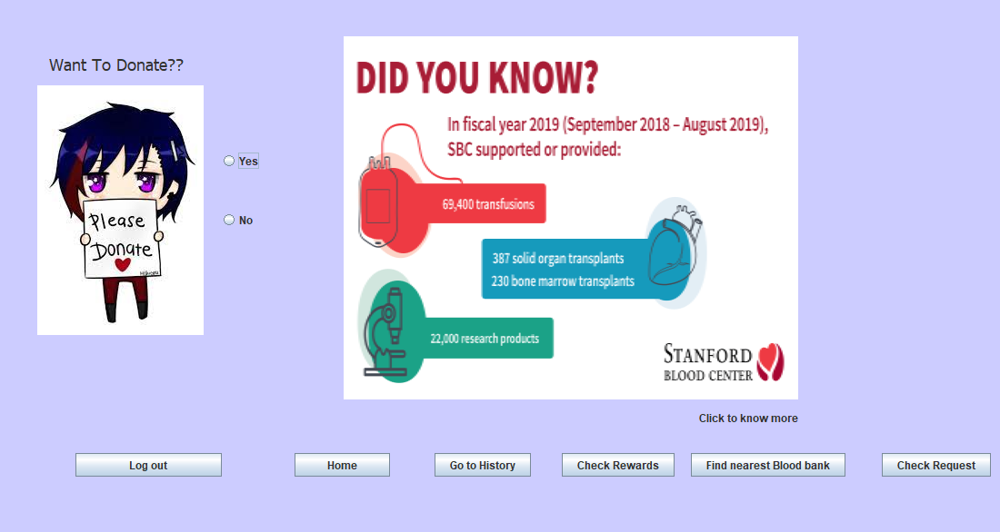 Want To Donate??
Please
Donate
Yes
No
DID YOU KNOW?
In fiscal year 2019 (September 2018 – August 2019),
SBC supported or provided:
69,400 transfusions
387 solid organ transplants
230 bone marrow transplants
22,000 research products
STANFORD
BLOOD CENTER
Click to know more
Log out
Home
Go to History
Check Rewards
Find nearest Blood bank
Check Request